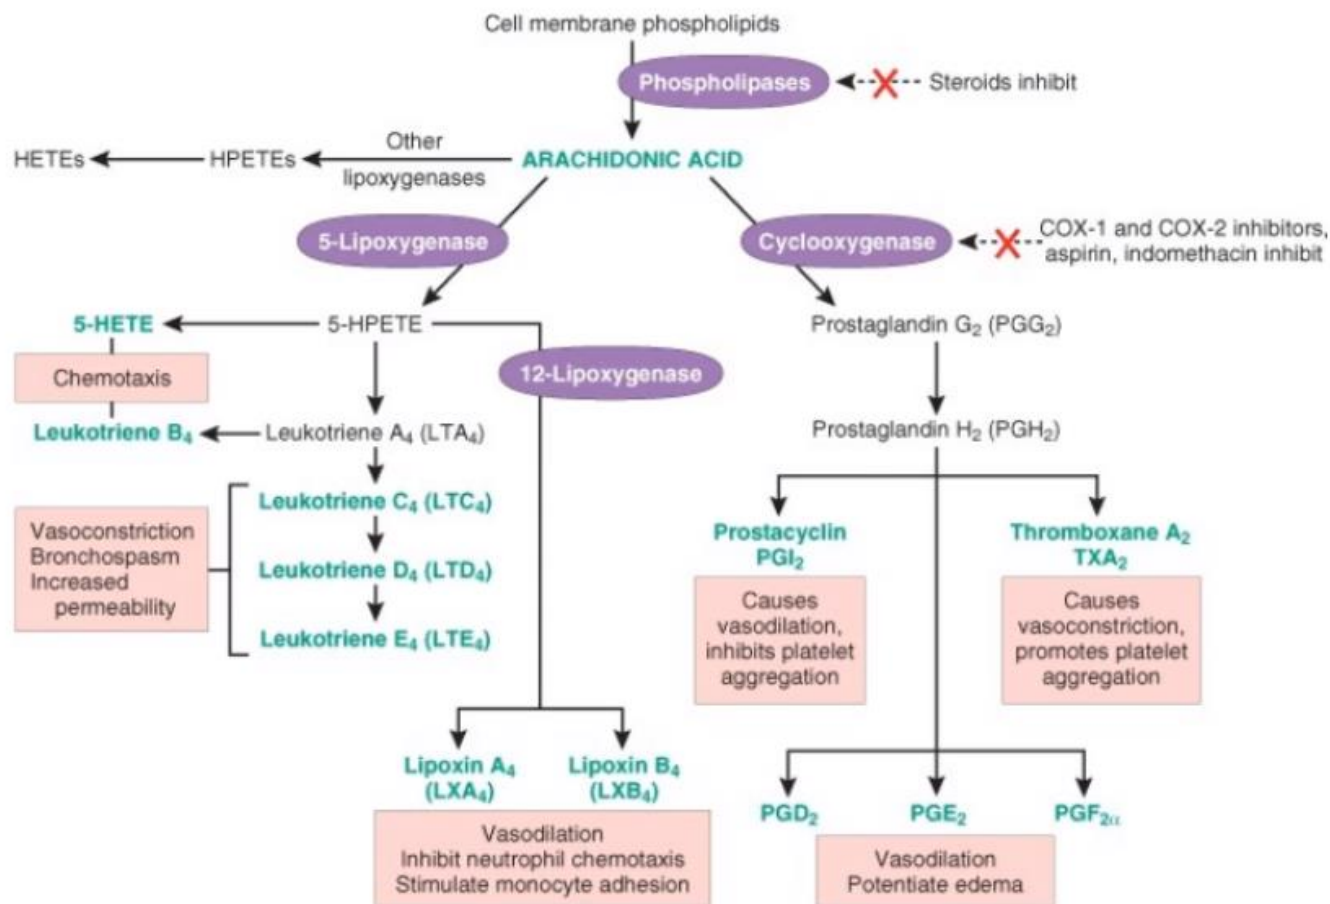 Cell membrane phospholipids
Phospholipases
Steroids inhibit
HETEs
HPETEs
Other
lipoxygenases
ARACHIDONIC ACID
5-Lipoxygenase
Cyclooxygenase
COX-1 and COX-2 inhibitors,
aspirin, indomethacin inhibit
5-HETE
5-HPETE
Prostaglandin G₂ (PGG₂)
Chemotaxis
12-Lipoxygenase
Leukotriene B₄
Leukotriene A₄ (LTA₄)
Prostaglandin H₂ (PGH₂)
Vasoconstriction
Bronchospasm
Increased
permeability
Leukotriene C₄ (LTC₄)
Leukotriene D₄ (LTD₄)
Leukotriene E₄ (LTE₄)
Prostacyclin
PGI₂
Causes
vasodilation,
inhibits platelet
aggregation
Thromboxane A₂
TXA₂
Causes
vasoconstriction,
promotes platelet
aggregation
Lipoxin A₄
(LXA₄)
Lipoxin B₄
(LXB₄)
Vasodilation
Inhibit neutrophil chemotaxis
Stimulate monocyte adhesion
PGD₂
PGE₂
PGF₂α
Vasodilation
Potentiate edema